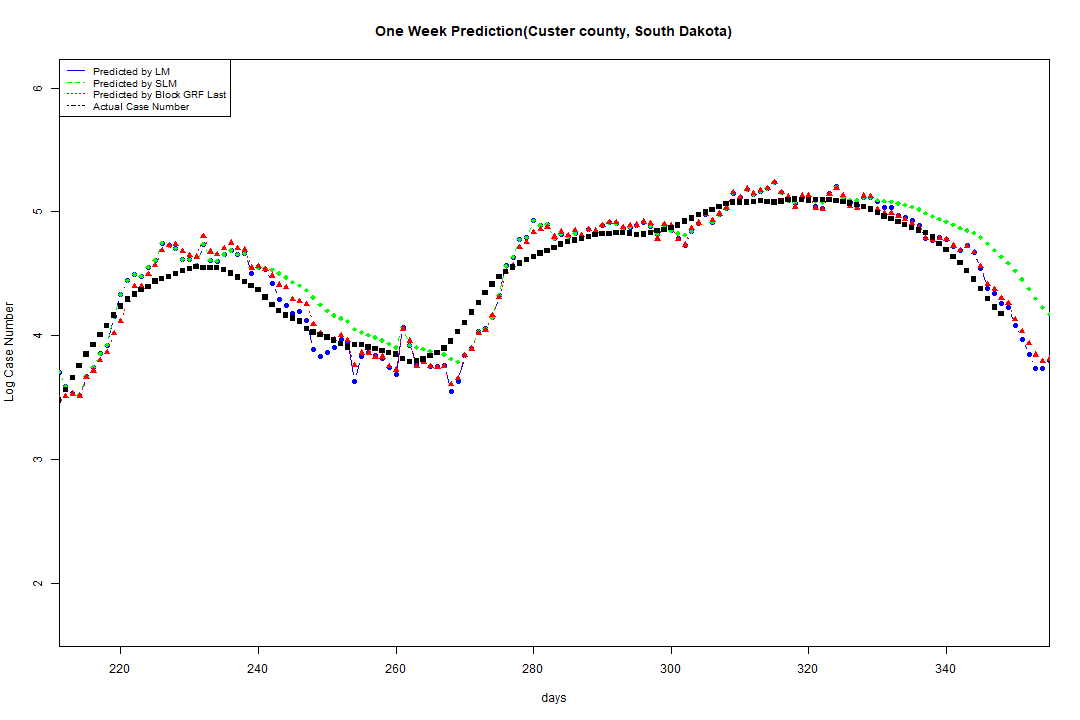 One Week Prediction(Custer county, South Dakota)
Predicted by LM
Predicted by SLM
Predicted by Block GRF Last
Actual Case Number
6
5
4
3
2
Log Case Number
220 240 260 280 300 320 340
days